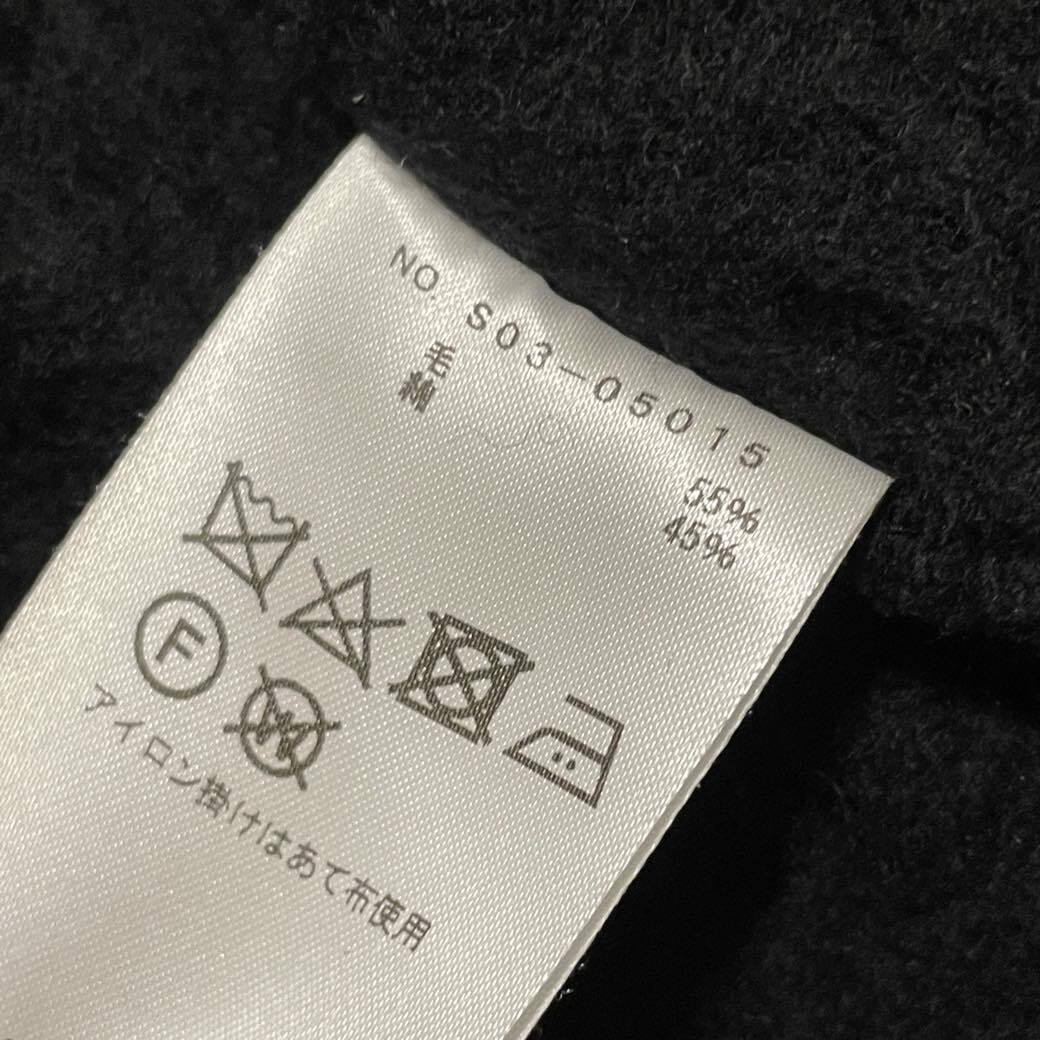 NO. S03-05015
毛 55%
綿 45%
F
W
アイロン掛けはあて布使用